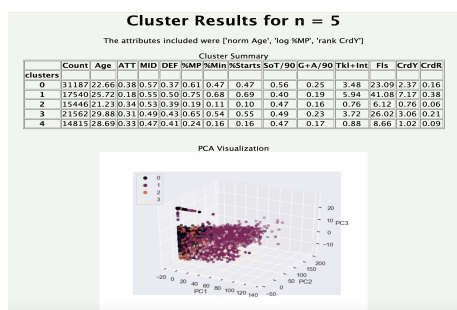 Cluster Results for n = 5
The attributes included were ['norm Age', 'log %MP', 'rank CrdY']
Cluster Summary
Count Age ATT MID DEF %MP %Min %Starts SoT/90 G+A/90 Tkl+Int Fls CrdY CrdR
clusters
0 31187 22.66 0.38 0.57 0.37 0.61 0.47 0.47 0.56 0.25 3.48 23.09 2.37 0.16
1 17540 25.72 0.18 0.55 0.50 0.75 0.68 0.69 0.40 0.19 5.94 41.08 7.17 0.38
2 15446 21.23 0.34 0.53 0.39 0.19 0.11 0.10 0.47 0.16 0.76 6.12 0.76 0.06
3 21562 29.88 0.31 0.49 0.43 0.65 0.54 0.55 0.49 0.23 3.72 26.02 3.06 0.21
4 14815 28.69 0.33 0.47 0.41 0.24 0.16 0.16 0.47 0.17 0.88 8.66 1.02 0.09
PCA Visualization
0
1
2
3
20
10
0
-10
PC3
-20 0 20 40 60 80 100 120 140
PC1
-50 0 50 100 150 200
PC2